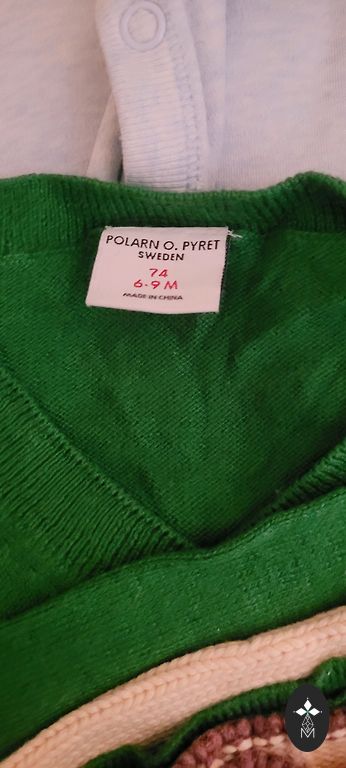 POLARN O. PYRET
SWEDEN
74
6-9 M
MADE IN CHINA
M